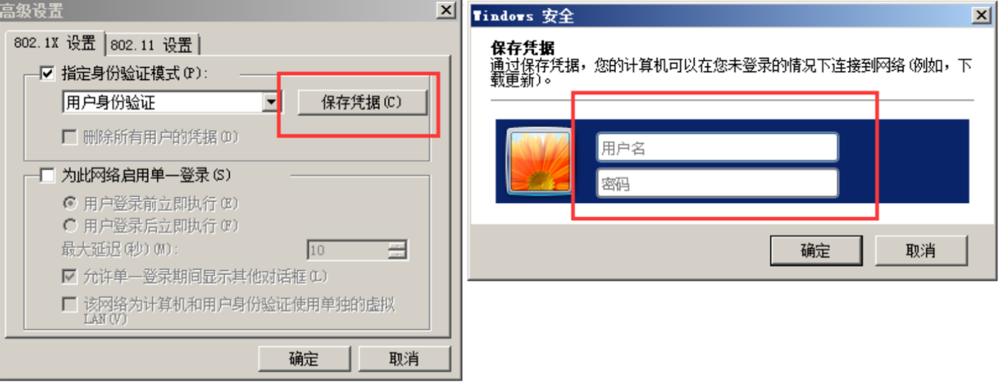 高级设置
802.1X 设置
802.11 设置
指定身份验证模式(P):
用户身份验证
保存凭据(C)
删除所有用户的凭据(D)
为此网络启用单一登录(S)
用户登录前立即执行(E)
用户登录后立即执行(F)
最大延迟(秒)(M):
10
允许单一登录期间显示其他对话框(L)
该网络为计算机和用户身份验证使用单独的虚拟
LAN(V)
确定
取消
Windows 安全
保存凭据
通过保存凭据，您的计算机可以在您未登录的情况下连接到网络(例如，下
载更新)。
用户名
密码
确定
取消